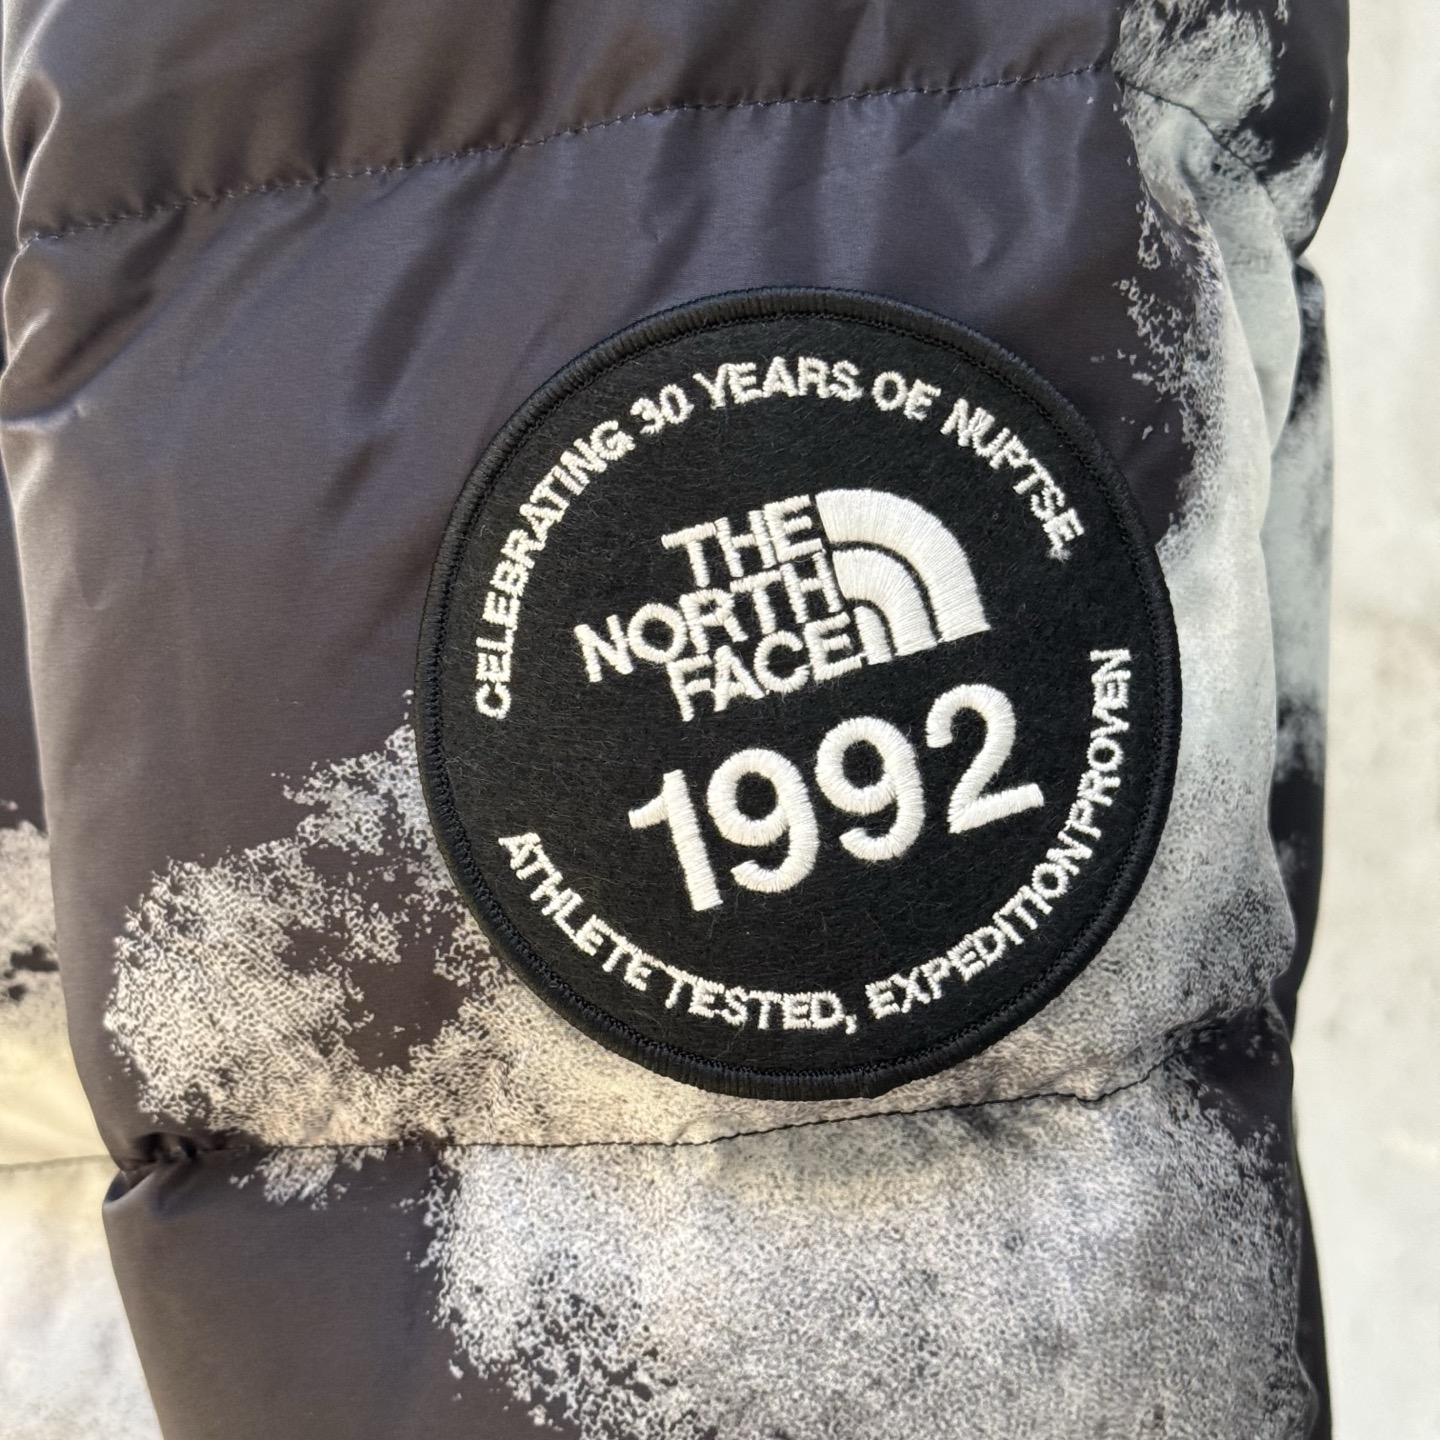 CELEBRATING 30 YEARS OF NUPTSE
THE
NORTH
FACE
1992
ATHLETE TESTED, EXPEDITION PROVEN